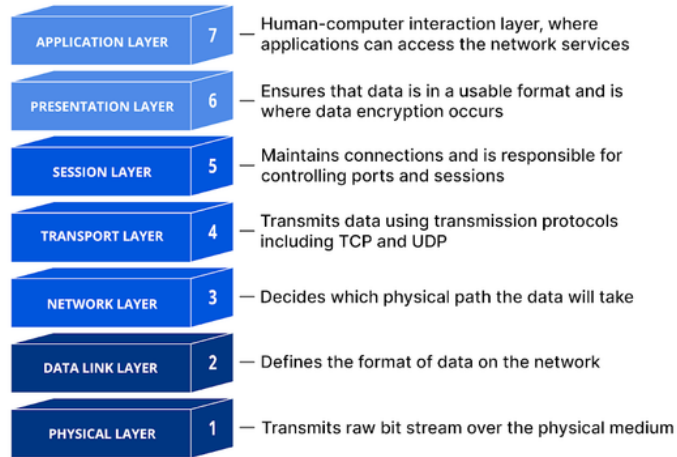 APPLICATION LAYER 7 — Human-computer interaction layer, where
applications can access the network services
PRESENTATION LAYER 6 — Ensures that data is in a usable format and is
where data encryption occurs
SESSION LAYER 5 — Maintains connections and is responsible for
controlling ports and sessions
TRANSPORT LAYER 4 — Transmits data using transmission protocols
including TCP and UDP
NETWORK LAYER 3 — Decides which physical path the data will take
DATA LINK LAYER 2 — Defines the format of data on the network
PHYSICAL LAYER 1 — Transmits raw bit stream over the physical medium